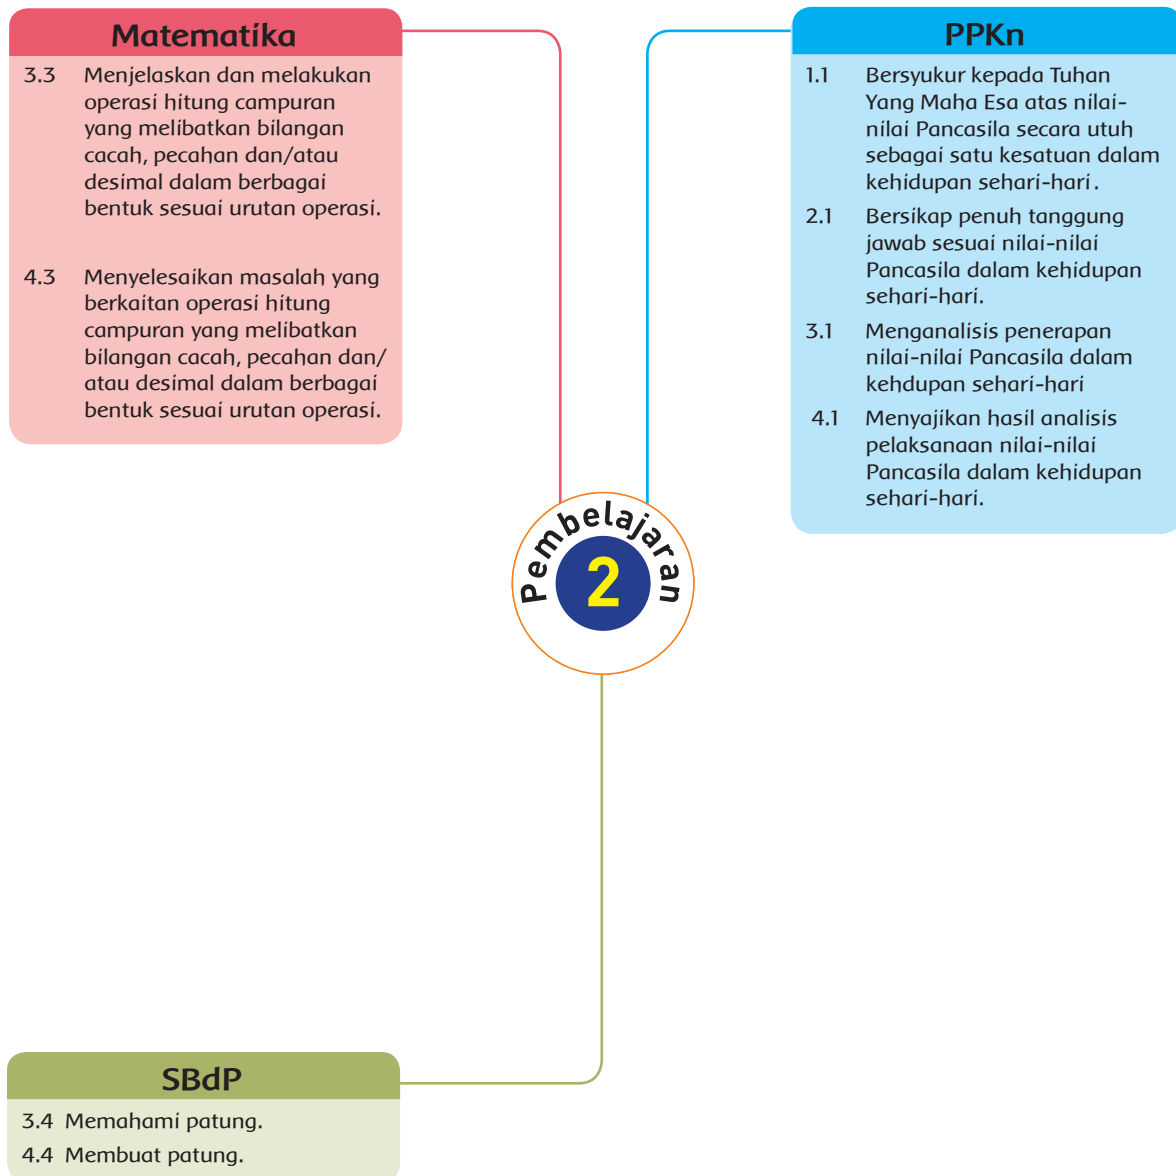 Matematika
3.3 Menjelaskan dan melakukan
operasi hitung campuran
yang melibatkan bilangan
cacah, pecahan dan/atau
desimal dalam berbagai
bentuk sesuai urutan operasi.
4.3 Menyelesaikan masalah yang
berkaitan operasi hitung
campuran yang melibatkan
bilangan cacah, pecahan dan/
atau desimal dalam berbagai
bentuk sesuai urutan operasi.
PPKn
1.1 Bersyukur kepada Tuhan
Yang Maha Esa atas nilai-
nilai Pancasila secara utuh
sebagai satu kesatuan dalam
kehidupan sehari-hari.
2.1 Bersikap penuh tanggung
jawab sesuai nilai-nilai
Pancasila dalam kehidupan
sehari-hari.
3.1 Menganalisis penerapan
nilai-nilai Pancasila dalam
kehdupan sehari-hari
4.1 Menyajikan hasil analisis
pelaksanaan nilai-nilai
Pancasila dalam kehidupan
sehari-hari.
Pembelajaran
2
SBdP
3.4 Memahami patung.
4.4 Membuat patung.